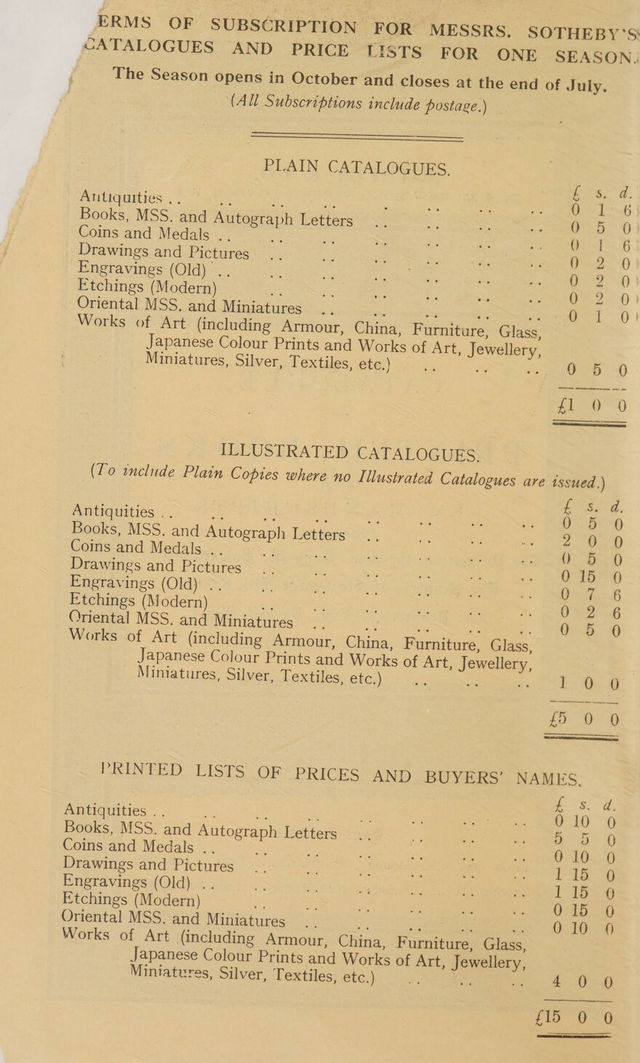 ERMS OF SUBSCRIPTION FOR MESSRS. SOTHEBY'S
CATALOGUES AND PRICE LISTS FOR ONE SEASON.
The Season opens in October and closes at the end of July.
(All Subscriptions include postage.)
PLAIN CATALOGUES.
£ s. d.
Antiquities .. .. .. .. .. .. .. 0 1 6
Books, MSS. and Autograph Letters .. .. .. .. 0 5 0
Coins and Medals .. .. .. .. .. .. .. 0 1 6
Drawings and Pictures .. .. .. .. .. .. 0 2 0
Engravings (Old) .. .. .. .. .. .. .. 0 2 0
Etchings (Modern) .. .. .. .. .. .. 0 2 0
Oriental MSS. and Miniatures .. .. .. .. .. 0 1 0
Works of Art (including Armour, China, Furniture, Glass,
Japanese Colour Prints and Works of Art, Jewellery,
Miniatures, Silver, Textiles, etc.) .. .. .. 0 5 0
£1 0 0
ILLUSTRATED CATALOGUES.
(To include Plain Copies where no Illustrated Catalogues are issued.)
£ s. d.
Antiquities .. .. .. .. .. .. .. 0 5 0
Books, MSS. and Autograph Letters .. .. .. .. 2 0 0
Coins and Medals .. .. .. .. .. .. .. 0 5 0
Drawings and Pictures .. .. .. .. .. .. 0 15 0
Engravings (Old) .. .. .. .. .. .. .. 0 7 6
Etchings (Modern) .. .. .. .. .. .. 0 2 6
Oriental MSS. and Miniatures .. .. .. .. .. 0 5 0
Works of Art (including Armour, China, Furniture, Glass,
Japanese Colour Prints and Works of Art, Jewellery,
Miniatures, Silver, Textiles, etc.) .. .. .. 1 0 0
£5 0 0
PRINTED LISTS OF PRICES AND BUYERS' NAMES.
£ s. d.
Antiquities .. .. .. .. .. .. .. 0 10 0
Books, MSS. and Autograph Letters .. .. .. .. 5 5 0
Coins and Medals .. .. .. .. .. .. .. 0 10 0
Drawings and Pictures .. .. .. .. .. .. 1 15 0
Engravings (Old) .. .. .. .. .. .. .. 1 15 0
Etchings (Modern) .. .. .. .. .. .. 0 15 0
Oriental MSS. and Miniatures .. .. .. .. .. 0 10 0
Works of Art (including Armour, China, Furniture, Glass,
Japanese Colour Prints and Works of Art, Jewellery,
Miniatures, Silver, Textiles, etc.) .. .. .. 4 0 0
£15 0 0